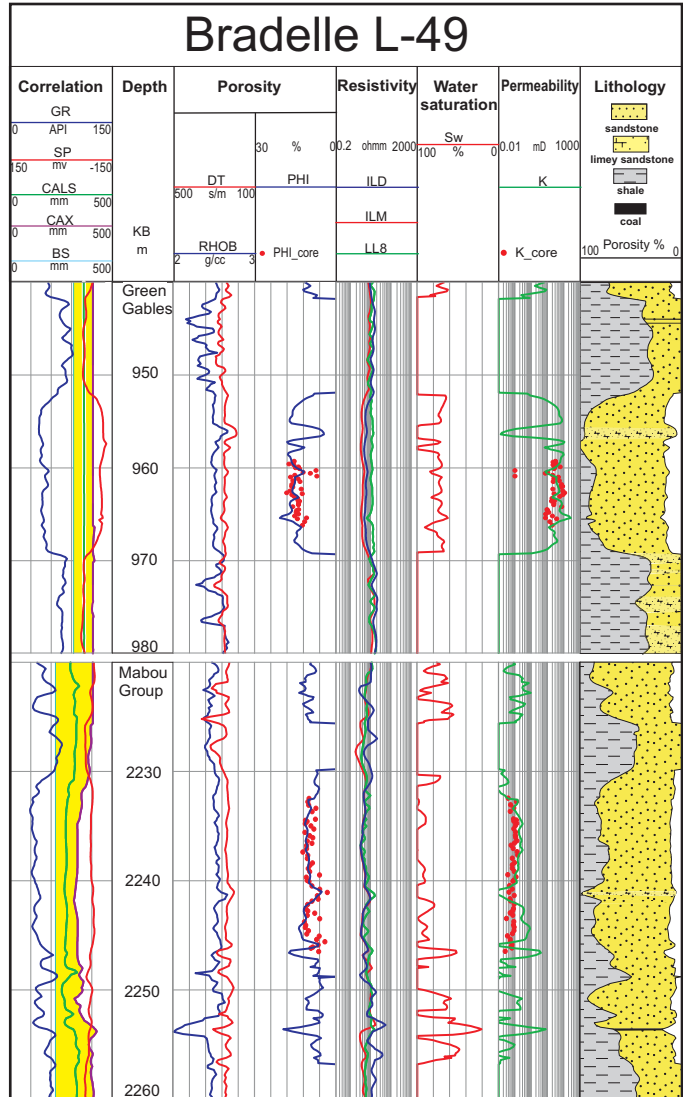 Bradelle L-49
Correlation Depth Porosity Resistivity Water saturation Permeability Lithology
GR
0 API 150
SP
150 mv -150
CALS
0 mm 500
CAX
0 mm 500
BS
0 mm 500
KB
m
DT
600 s/m 100
RHOB
2 g/cc 3
30 % 0
PHI
PHI_core
0.2 ohmm 2000
ILD
ILM
LL8
Sw
100 % 0
0.01 mD 1000
K
K_core
sandstone
limey sandstone
shale
coal
100 Porosity % 0
Green
Gables
950
960
970
980
Mabou
Group
2230
2240
2250
2260